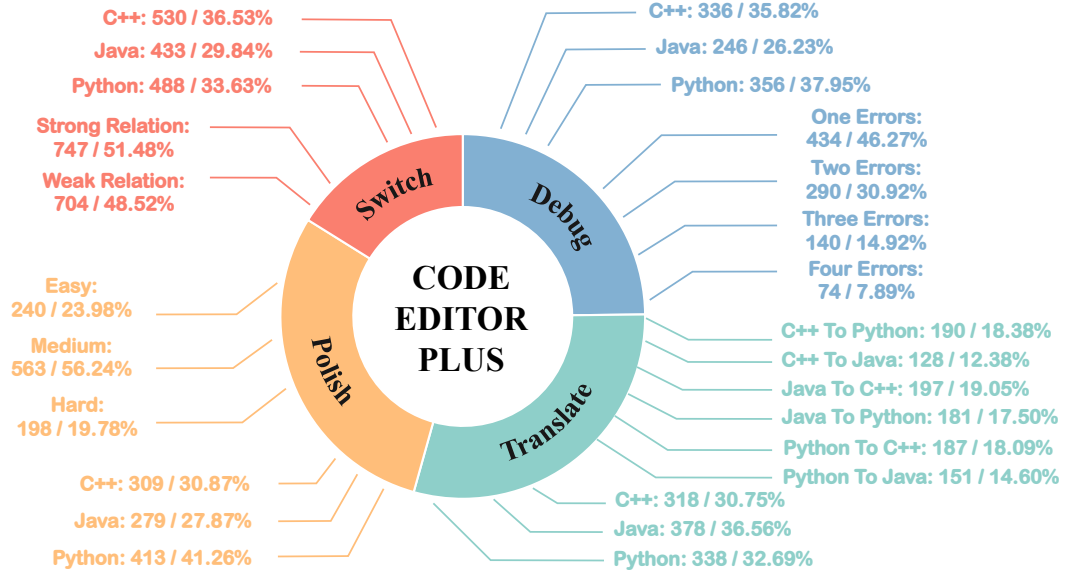 C++: 530 / 36.53%
Java: 433 / 29.84%
Python: 488 / 33.63%
Strong Relation:
747 / 51.48%
Weak Relation:
704 / 48.52%
Switch
C++: 336 / 35.82%
Java: 246 / 26.23%
Python: 356 / 37.95%
One Errors:
434 / 46.27%
Two Errors:
290 / 30.92%
Three Errors:
140 / 14.92%
Four Errors:
74 / 7.89%
Debug
CODE
EDITOR
PLUS
Easy:
240 / 23.98%
Medium:
563 / 56.24%
Hard:
198 / 19.78%
C++: 309 / 30.87%
Java: 279 / 27.87%
Python: 413 / 41.26%
Polish
C++ To Python: 190 / 18.38%
C++ To Java: 128 / 12.38%
Java To C++: 197 / 19.05%
Java To Python: 181 / 17.50%
Python To C++: 187 / 18.09%
Python To Java: 151 / 14.60%
C++: 318 / 30.75%
Java: 378 / 36.56%
Python: 338 / 32.69%
Translate